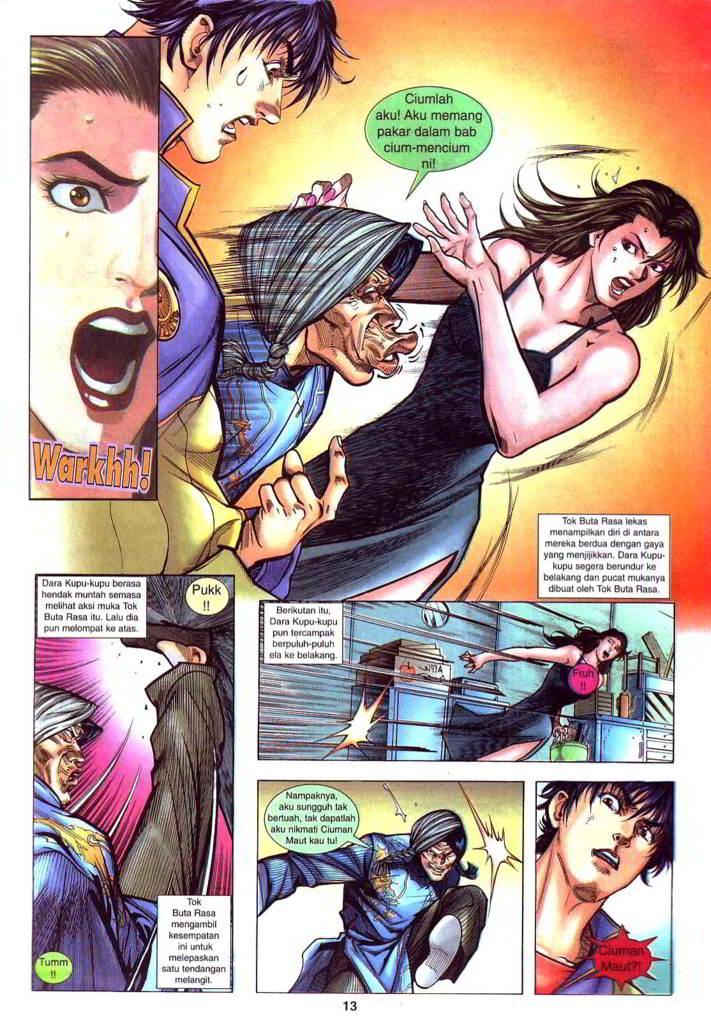 Ciumlah
aku! Aku memang
pakar dalam bab
cium-mencium
ni!
Warkhh!
Tok Buta Rasa lekas
menampilkan diri di antara
mereka berdua dengan gaya
yang menjijikkan. Dara Kupu-
kupu segera berundur ke
belakang dan pucat mukanya
dibuat oleh Tok Buta Rasa.
Dara Kupu-kupu berasa
hendak muntah semasa
melihat aksi muka Tok
Buta Rasa itu. Lalu dia
pun melompat ke atas.
Pukk
!!
Tok
Buta Rasa
mengambil
kesempatan
ini untuk
melepaskan
satu tendangan
melangit.
Tumm
!!
Berikutan itu,
Dara Kupu-kupu
pun tercampak
berpuluh-puluh
ela ke belakang.
Fruh
!!
Nampaknya,
aku sungguh tak
bertuah, tak dapatlah
aku nikmati Ciuman
Maut kau tu!
Ciuman
Maut?!
13